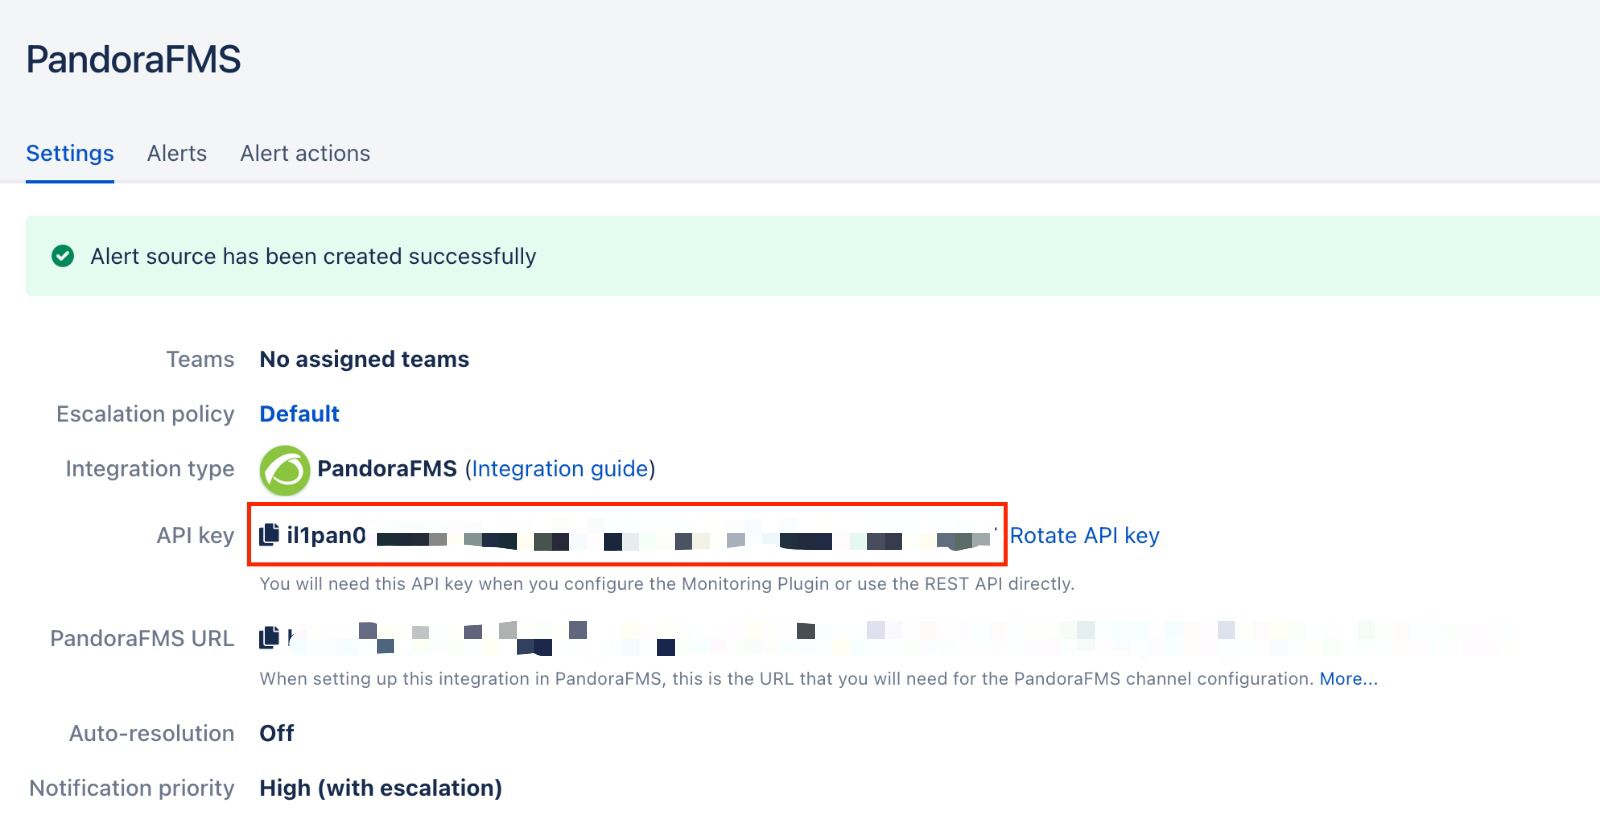 PandoraFMS
Settings Alerts Alert actions
Alert source has been created successfully
Teams No assigned teams
Escalation policy Default
Integration type PandoraFMS (Integration guide)
API key il1pan0 Rotate API key
You will need this API key when you configure the Monitoring Plugin or use the REST API directly.
PandoraFMS URL
When setting up this integration in PandoraFMS, this is the URL that you will need for the PandoraFMS channel configuration. More...
Auto-resolution Off
Notification priority High (with escalation)